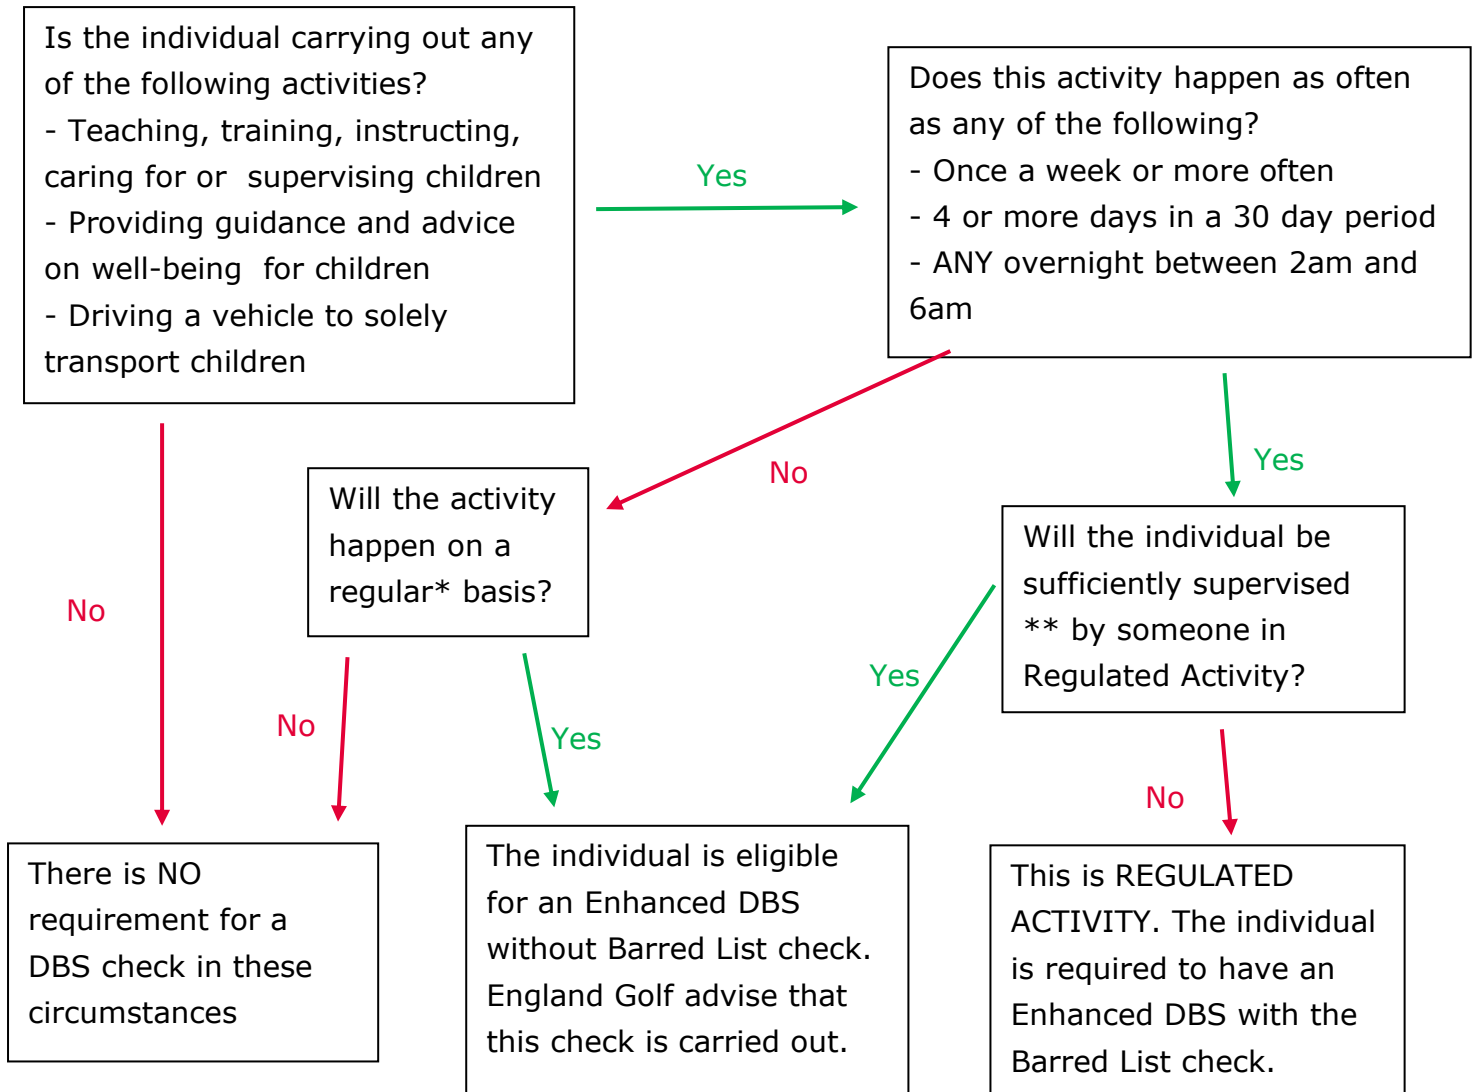 Is the individual carrying out any
of the following activities?
- Teaching, training, instructing,
caring for or  supervising children
- Providing guidance and advice
on well-being  for children
- Driving a vehicle to solely
transport children
Yes
Does this activity happen as often
as any of the following?
- Once a week or more often
- 4 or more days in a 30 day period
- ANY overnight between 2am and
6am
No
No
Yes
Will the activity
happen on a
regular* basis?
Will the individual be
sufficiently supervised
** by someone in
Regulated Activity?
No
Yes
Yes
No
There is NO
requirement for a
DBS check in these
circumstances
The individual is eligible
for an Enhanced DBS
without Barred List check.
England Golf advise that
this check is carried out.
This is REGULATED
ACTIVITY. The individual
is required to have an
Enhanced DBS with the
Barred List check.